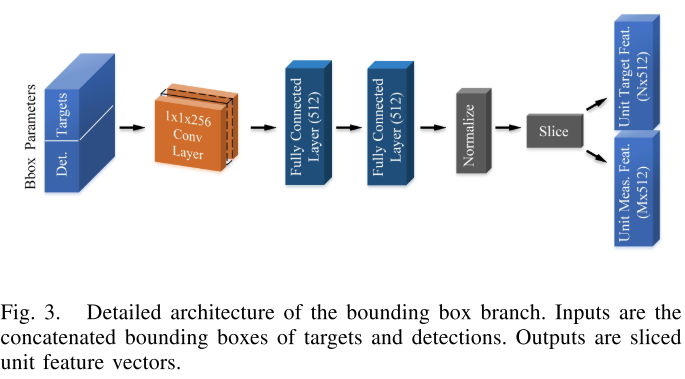 Bbox Parameters
Targets
Det.
1x1x256
Conv
Layer
Fully Connected
Layer (512)
Fully Connected
Layer (512)
Normalize
Slice
Unit Target Feat.
(Nx512)
Unit Meas. Feat.
(Mx512)
Fig. 3. Detailed architecture of the bounding box branch. Inputs are the
concatenated bounding boxes of targets and detections. Outputs are sliced
unit feature vectors.